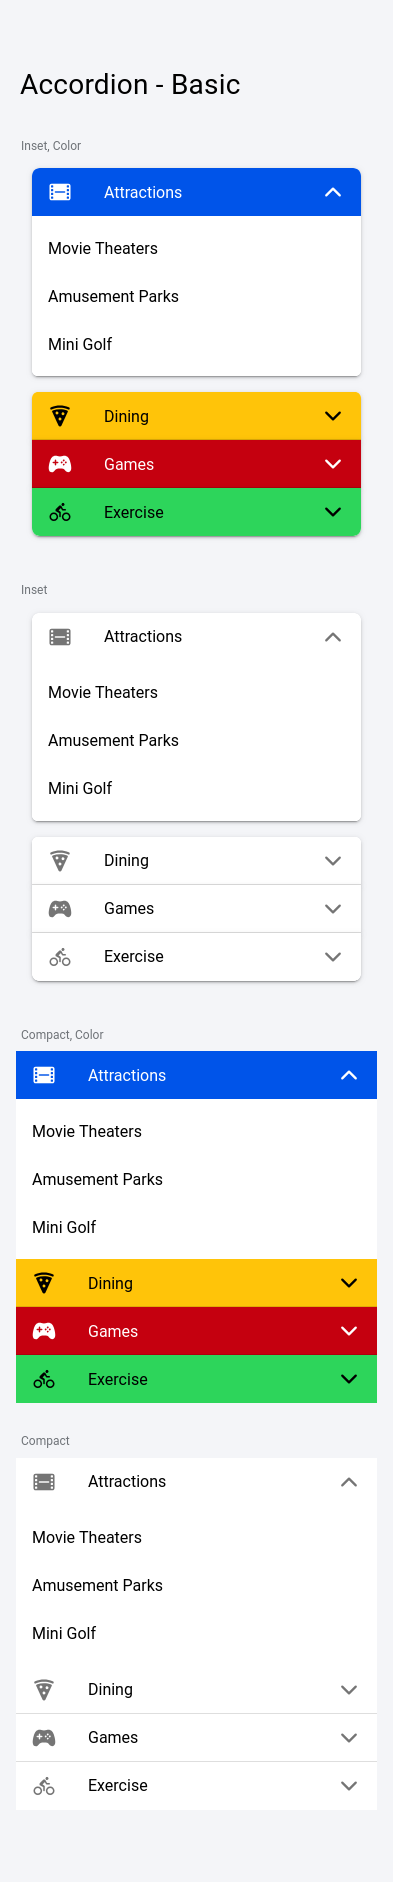 Accordion - Basic
Inset, Color
Attractions
Movie Theaters
Amusement Parks
Mini Golf
Dining
Games
Exercise
Inset
Attractions
Movie Theaters
Amusement Parks
Mini Golf
Dining
Games
Exercise
Compact, Color
Attractions
Movie Theaters
Amusement Parks
Mini Golf
Dining
Games
Exercise
Compact
Attractions
Movie Theaters
Amusement Parks
Mini Golf
Dining
Games
Exercise